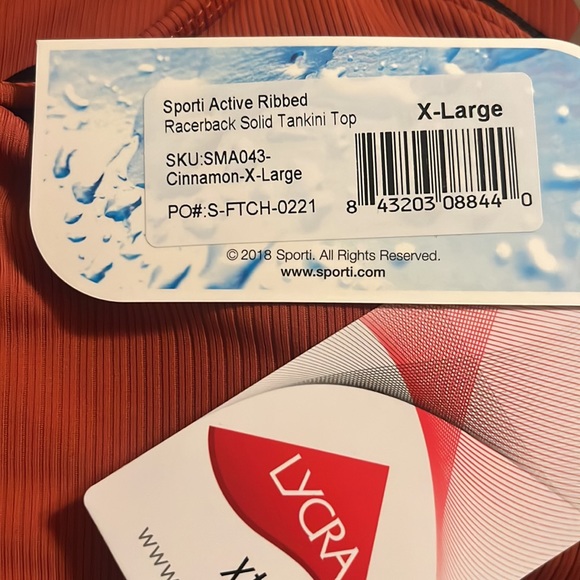 Sporti Active Ribbed
Racerback Solid Tankini Top
X-Large
SKU:SMA043-
Cinnamon-X-Large
PO#:S-FTCH-0221
8 43203 08844 0
© 2018 Sporti. All Rights Reserved.
www.sporti.com
LYCRA
www.